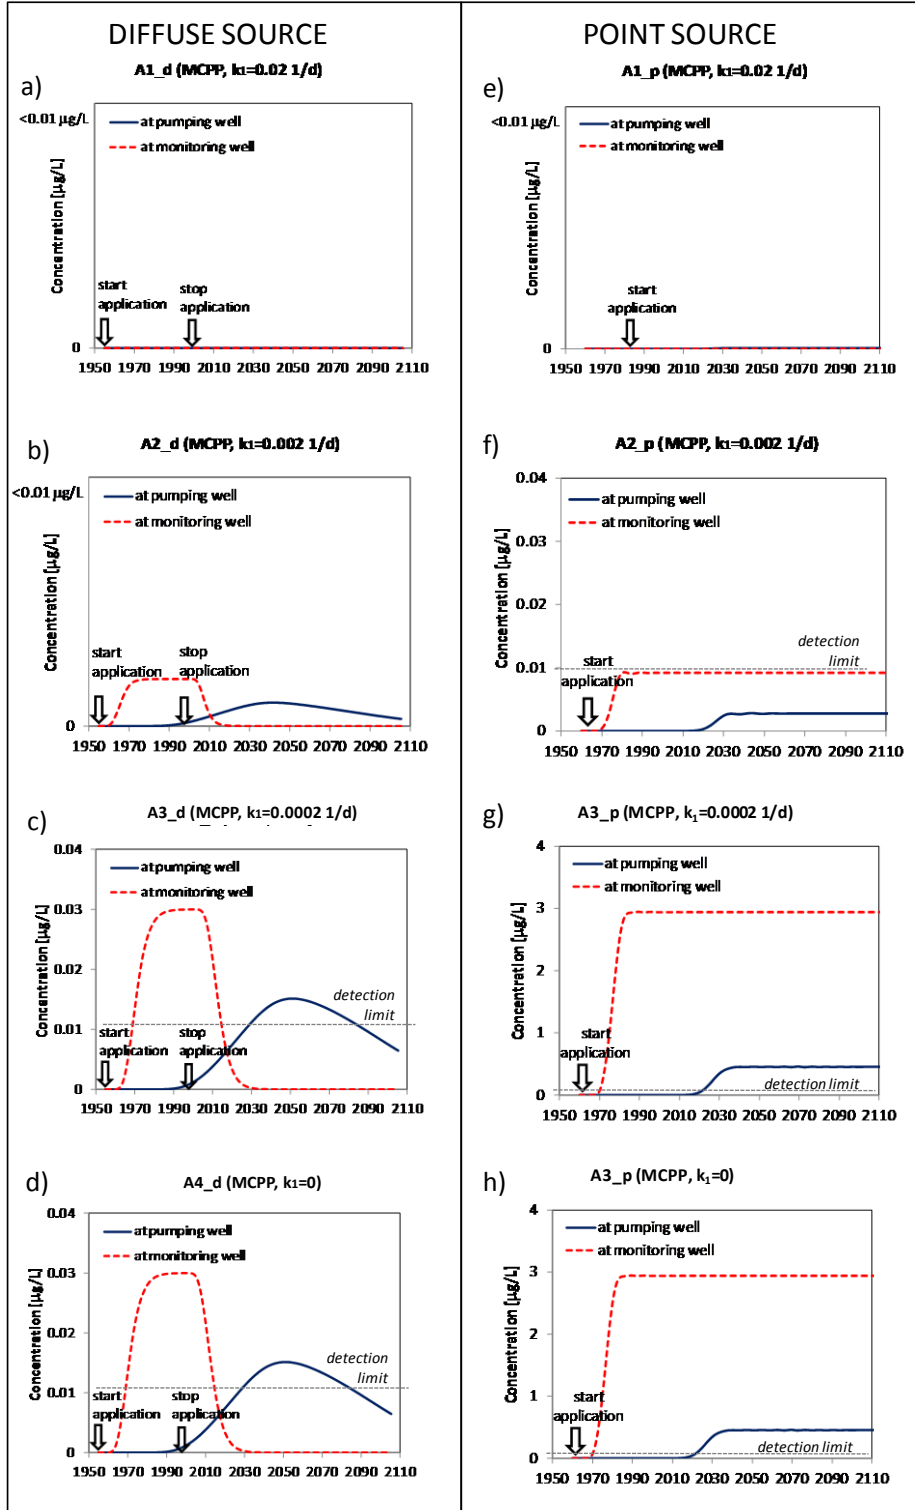 DIFFUSE SOURCE
a)
A1_d (MCPP, k1=0.02 1/d)
<0.01 µg/L
at pumping well
at monitoring well
Concentration [µg/L]
start
application
stop
application
0
1950 1970 1990 2010 2030 2050 2070 2090 2110
b)
A2_d (MCPP, k1=0.002 1/d)
<0.01 µg/L
at pumping well
at monitoring well
Concentration [µg/L]
start
application
stop
application
0
1950 1970 1990 2010 2030 2050 2070 2090 2110
c)
A3_d (MCPP, k1=0.0002 1/d)
0.04
0.03
0.02
0.01
0
at pumping well
at monitoring well
Concentration [µg/L]
detection
limit
start
application
stop
application
1950 1970 1990 2010 2030 2050 2070 2090 2110
d)
A4_d (MCPP, k1=0)
0.04
0.03
0.02
0.01
0
at pumping well
at monitoring well
Concentration [µg/L]
detection
limit
start
application
stop
application
1950 1970 1990 2010 2030 2050 2070 2090 2110
POINT SOURCE
e)
A1_p (MCPP, k1=0.02 1/d)
<0.01 µg/L
at pumping well
at monitoring well
Concentration [µg/L]
start
application
0
1950 1970 1990 2010 2030 2050 2070 2090 2110
f)
A2_p (MCPP, k1=0.002 1/d)
0.04
0.03
0.02
0.01
0
at pumping well
at monitoring well
Concentration [µg/L]
detection
limit
start
application
1950 1970 1990 2010 2030 2050 2070 2090 2110
g)
A3_p (MCPP, k₁=0.0002 1/d)
4
3
2
1
0
at pumping well
at monitoring well
Concentration [µg/L]
start
application
detection limit
1950 1970 1990 2010 2030 2050 2070 2090 2110
h)
A3_p (MCPP, k₁=0)
4
3
2
1
0
at pumping well
at monitoring well
Concentration [µg/L]
start
application
detection limit
1950 1970 1990 2010 2030 2050 2070 2090 2110